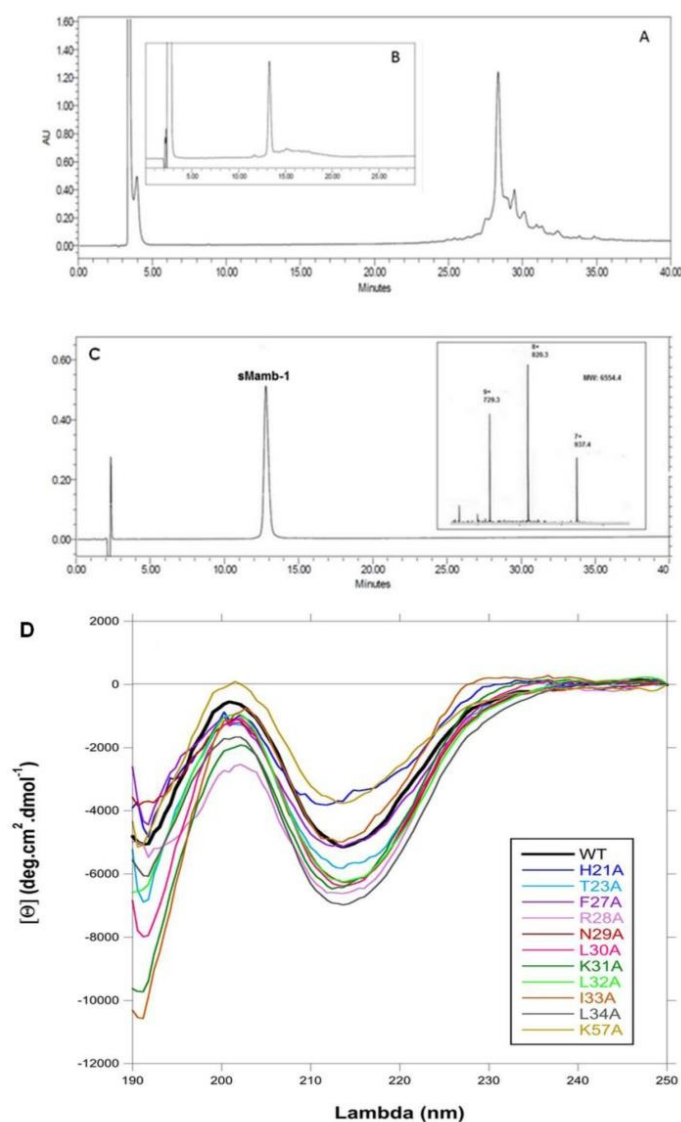 A
AU
1.60
1.40
1.20
1.00
0.80
0.60
0.40
0.20
0.00
0.00 5.00 10.00 15.00 20.00 25.00 30.00 35.00 40.00
Minutes
B
0.00 5.00 10.00 15.00 20.00 25.00
C
0.60
0.40
0.20
0.00
sMamb-1
0.00 5.00 10.00 15.00 20.00 25.00 30.00 35.00 40
Minutes
8+
820.3
MW: 6554.4
9+
729.3
7+
937.4
D
[Θ] (deg.cm².dmol⁻¹)
2000
0
-2000
-4000
-6000
-8000
-10000
-12000
190 200 210 220 230 240 250
Lambda (nm)
WT
H21A
T23A
F27A
R28A
N29A
L30A
K31A
L32A
I33A
L34A
K57A